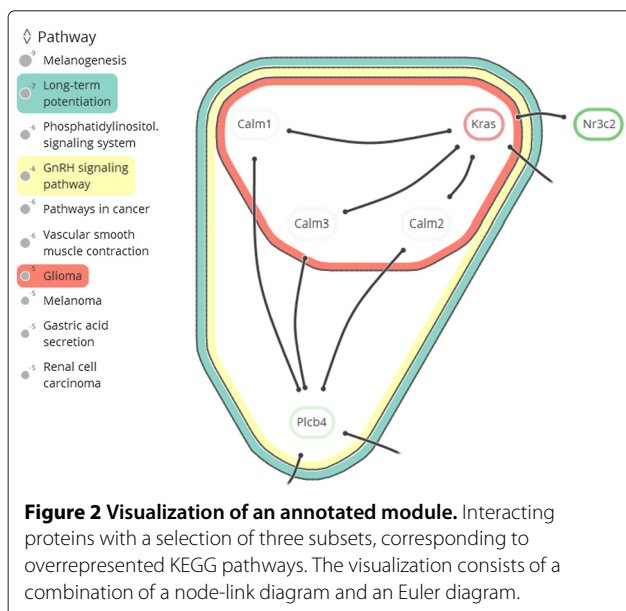 Pathway
-9
Melanogenesis
-7
Long-term
potentiation
-6
Phosphatidylinositol.
signaling system
-6
GnRH signaling
pathway
-6
Pathways in cancer
-6
Vascular smooth
muscle contraction
-5
Glioma
-5
Melanoma
-5
Gastric acid
secretion
-5
Renal cell
carcinoma
Calm1
Kras
Nr3c2
Calm3
Calm2
Plcb4
Figure 2 Visualization of an annotated module. Interacting
proteins with a selection of three subsets, corresponding to
overrepresented KEGG pathways. The visualization consists of a
combination of a node-link diagram and an Euler diagram.